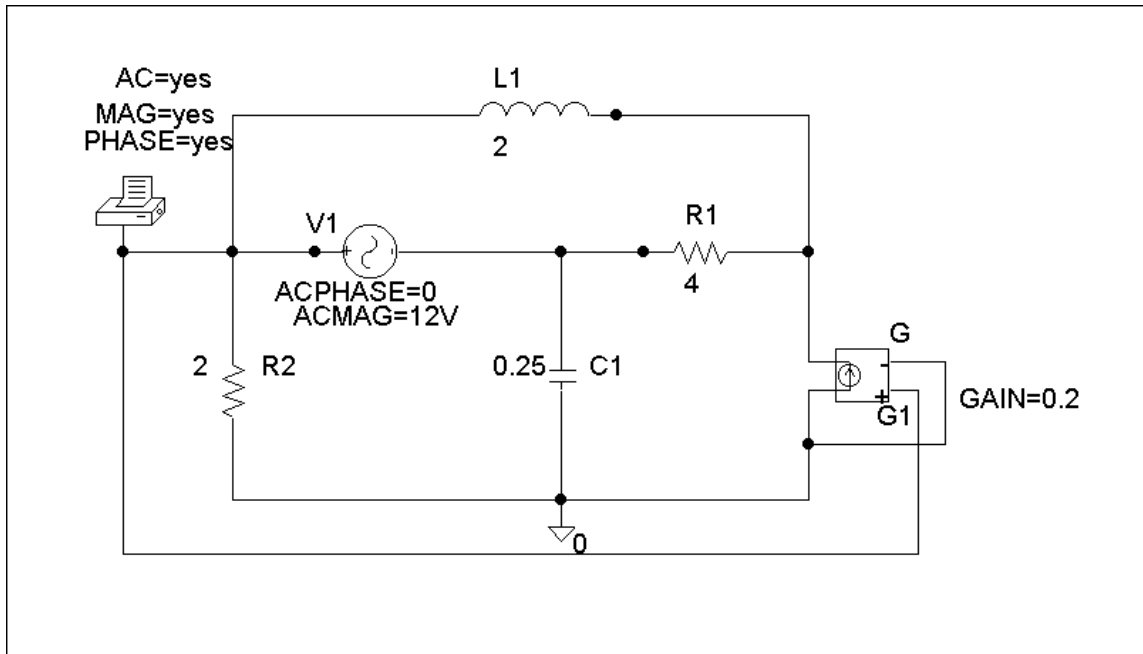 AC=yes
L1
MAG=yes
PHASE=yes
2
V1
R1
+
-
4
ACPHASE=0
ACMAG=12V
G
2
R2
0.25
C1
-
GAIN=0.2
+
G1
0